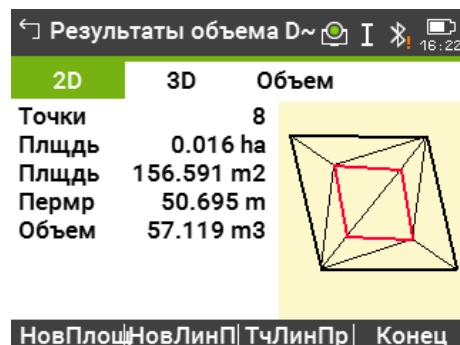 Результаты объема D~
16:22
2D 3D Объем
Точки 8
Плщдь 0.016 ha
Плщдь 156.591 m2
Пермр 50.695 m
Объем 57.119 m3
НовПлощ НовЛинП ТчЛинПр Конец